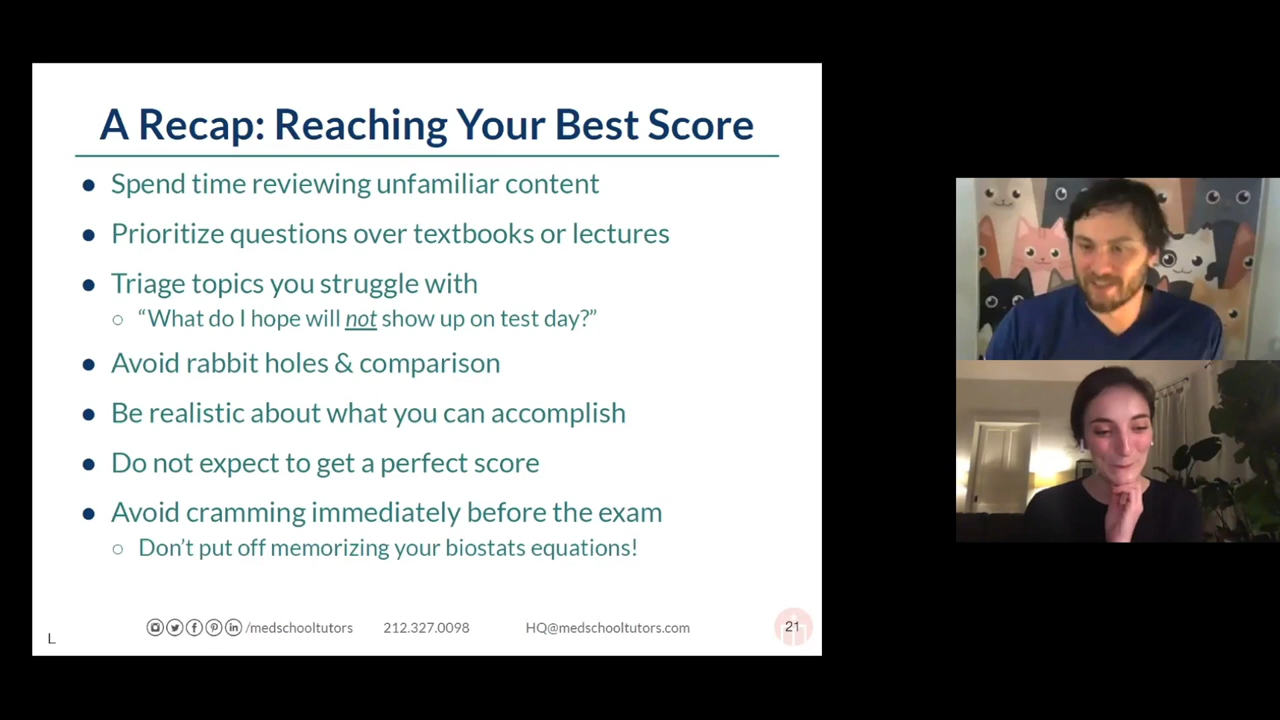 A Recap: Reaching Your Best Score
● Spend time reviewing unfamiliar content
● Prioritize questions over textbooks or lectures
● Triage topics you struggle with
○ “What do I hope will not show up on test day?”
● Avoid rabbit holes & comparison
● Be realistic about what you can accomplish
● Do not expect to get a perfect score
● Avoid cramming immediately before the exam
○ Don’t put off memorizing your biostats equations!
/medschooltutors 212.327.0098 HQ@medschooltutors.com 21
L